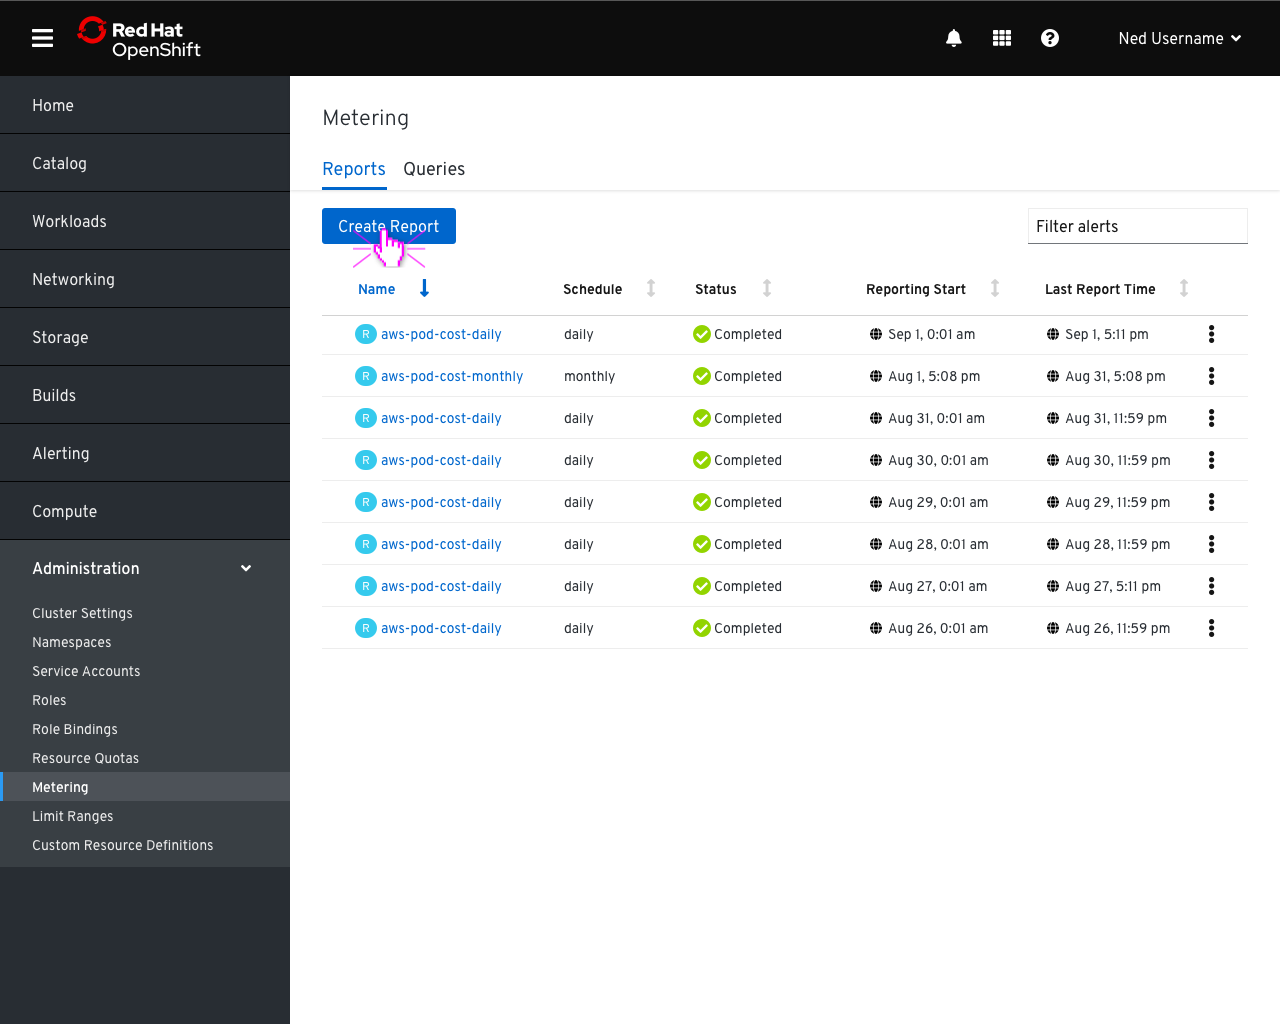 Red Hat
OpenShift
Ned Username
Home
Catalog
Workloads
Networking
Storage
Builds
Alerting
Compute
Administration
Cluster Settings
Namespaces
Service Accounts
Roles
Role Bindings
Resource Quotas
Metering
Limit Ranges
Custom Resource Definitions
Metering
Reports Queries
Create Report Filter alerts
Name Schedule Status Reporting Start Last Report Time
R aws-pod-cost-daily daily Completed Sep 1, 0:01 am Sep 1, 5:11 pm
R aws-pod-cost-monthly monthly Completed Aug 1, 5:08 pm Aug 31, 5:08 pm
R aws-pod-cost-daily daily Completed Aug 31, 0:01 am Aug 31, 11:59 pm
R aws-pod-cost-daily daily Completed Aug 30, 0:01 am Aug 30, 11:59 pm
R aws-pod-cost-daily daily Completed Aug 29, 0:01 am Aug 29, 11:59 pm
R aws-pod-cost-daily daily Completed Aug 28, 0:01 am Aug 28, 11:59 pm
R aws-pod-cost-daily daily Completed Aug 27, 0:01 am Aug 27, 5:11 pm
R aws-pod-cost-daily daily Completed Aug 26, 0:01 am Aug 26, 11:59 pm